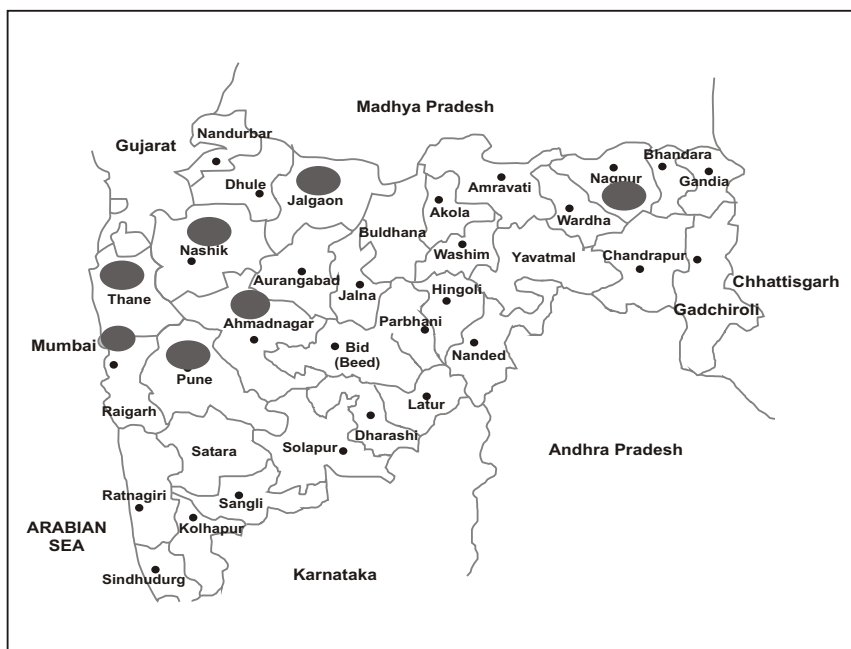 Madhya Pradesh
Gujarat
Nandurbar
Bhandara
Nagpur
Gandia
Dhule
Jalgaon
Amravati
Akola
Wardha
Buldhana
Nashik
Washim
Yavatmal
Chandrapur
Aurangabad
Chhattisgarh
Thane
Jalna
Hingoli
Gadchiroli
Ahmadnagar
Parbhani
Mumbai
Bid
(Beed)
Nanded
Pune
Raigarh
Latur
Dharashi
Satara
Solapur
Andhra Pradesh
Ratnagiri
Sangli
Kolhapur
ARABIAN
SEA
Sindhudurg
Karnataka